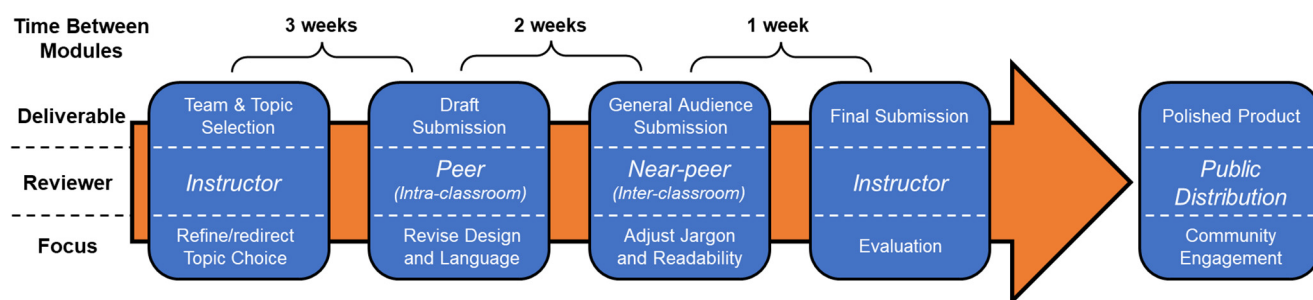 Time Between
Modules
3 weeks
2 weeks
1 week
Deliverable
Team & Topic
Selection
Draft
Submission
General Audience
Submission
Final Submission
Polished Product
Reviewer
Instructor
Peer
(Intra-classroom)
Near-peer
(Inter-classroom)
Instructor
Public
Distribution
Focus
Refine/redirect
Topic Choice
Revise Design
and Language
Adjust Jargon
and Readability
Evaluation
Community
Engagement